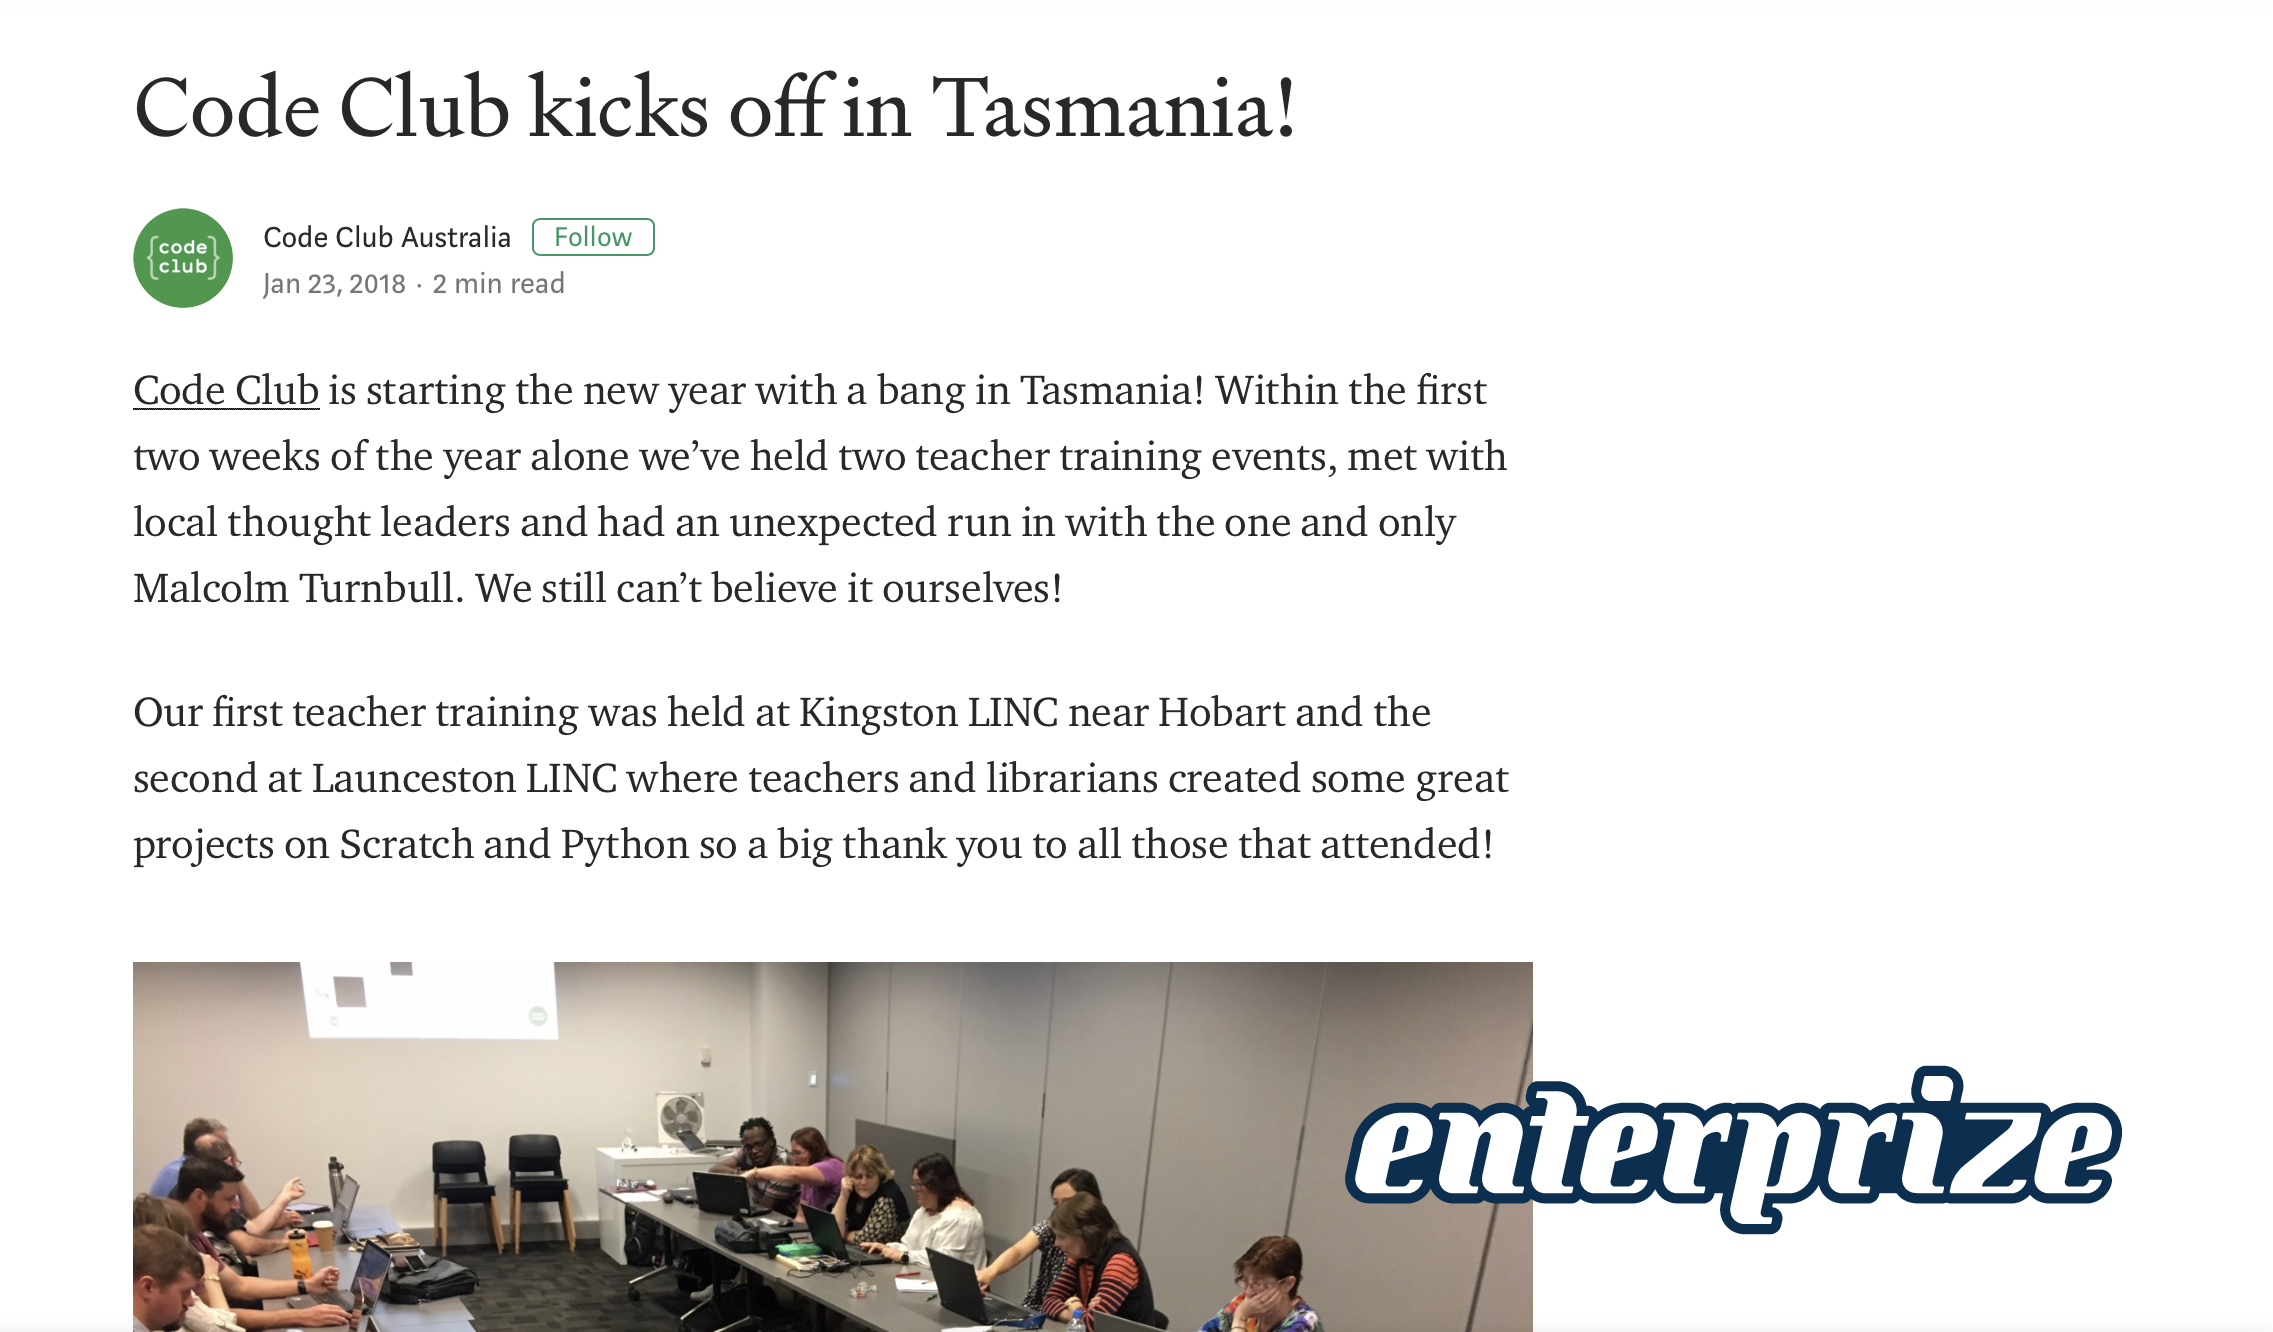 Code Club kicks off in Tasmania!
{code
club}
Code Club Australia Follow
Jan 23, 2018 · 2 min read
Code Club is starting the new year with a bang in Tasmania! Within the first
two weeks of the year alone we’ve held two teacher training events, met with
local thought leaders and had an unexpected run in with the one and only
Malcolm Turnbull. We still can’t believe it ourselves!
Our first teacher training was held at Kingston LINC near Hobart and the
second at Launceston LINC where teachers and librarians created some great
projects on Scratch and Python so a big thank you to all those that attended!
enterprize